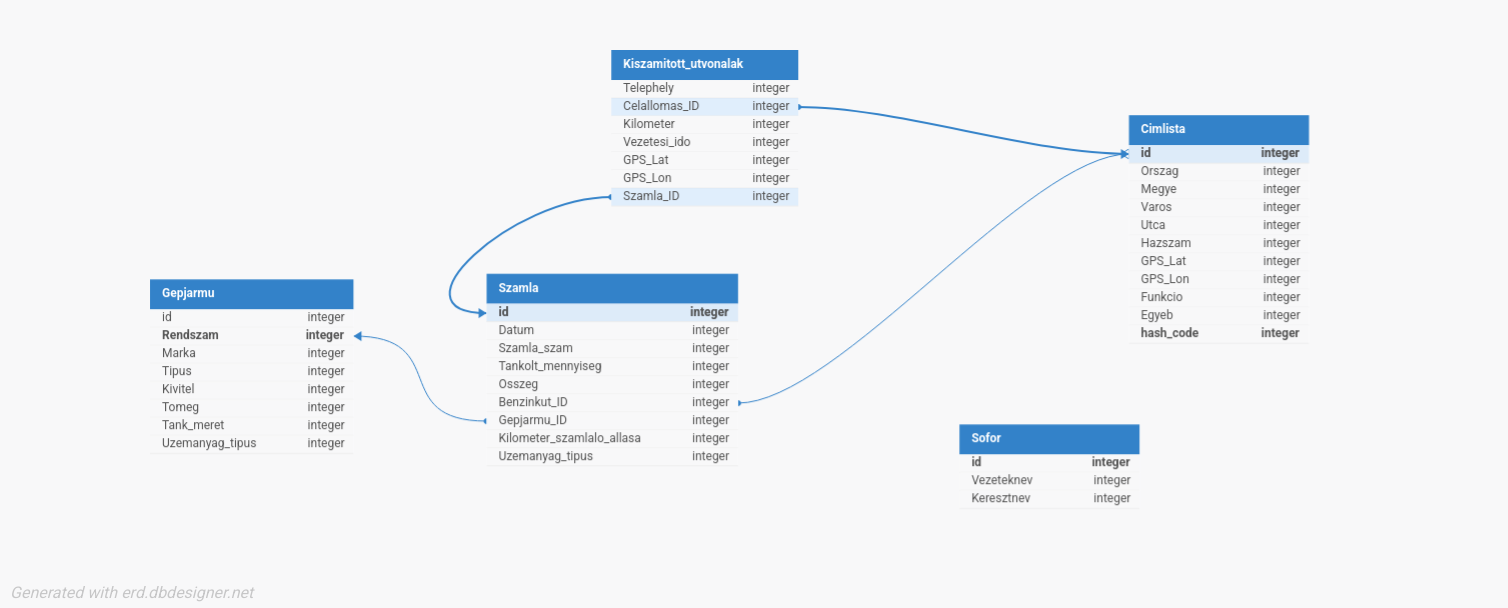 Kiszamitott_utvonalak
Telephely integer
Celallomas_ID integer
Kilometer integer
Vezetesi_ido integer
GPS_Lat integer
GPS_Lon integer
Szamla_ID integer
Cimlista
id integer
Orszag integer
Megye integer
Varos integer
Utca integer
Hazszam integer
GPS_Lat integer
GPS_Lon integer
Funkcio integer
Egyeb integer
hash_code integer
Gepjarmu
id integer
Rendszam integer
Marka integer
Tipus integer
Kivitel integer
Tomeg integer
Tank_meret integer
Uzemanyag_tipus integer
Szamla
id integer
Datum integer
Szamla_szam integer
Tankolt_mennyiseg integer
Osszeg integer
Benzinkut_ID integer
Gepjarmu_ID integer
Kilometer_szamlalo_allasa integer
Uzemanyag_tipus integer
Sofor
id integer
Vezeteknev integer
Keresztnev integer
Generated with erd.dbdesigner.net